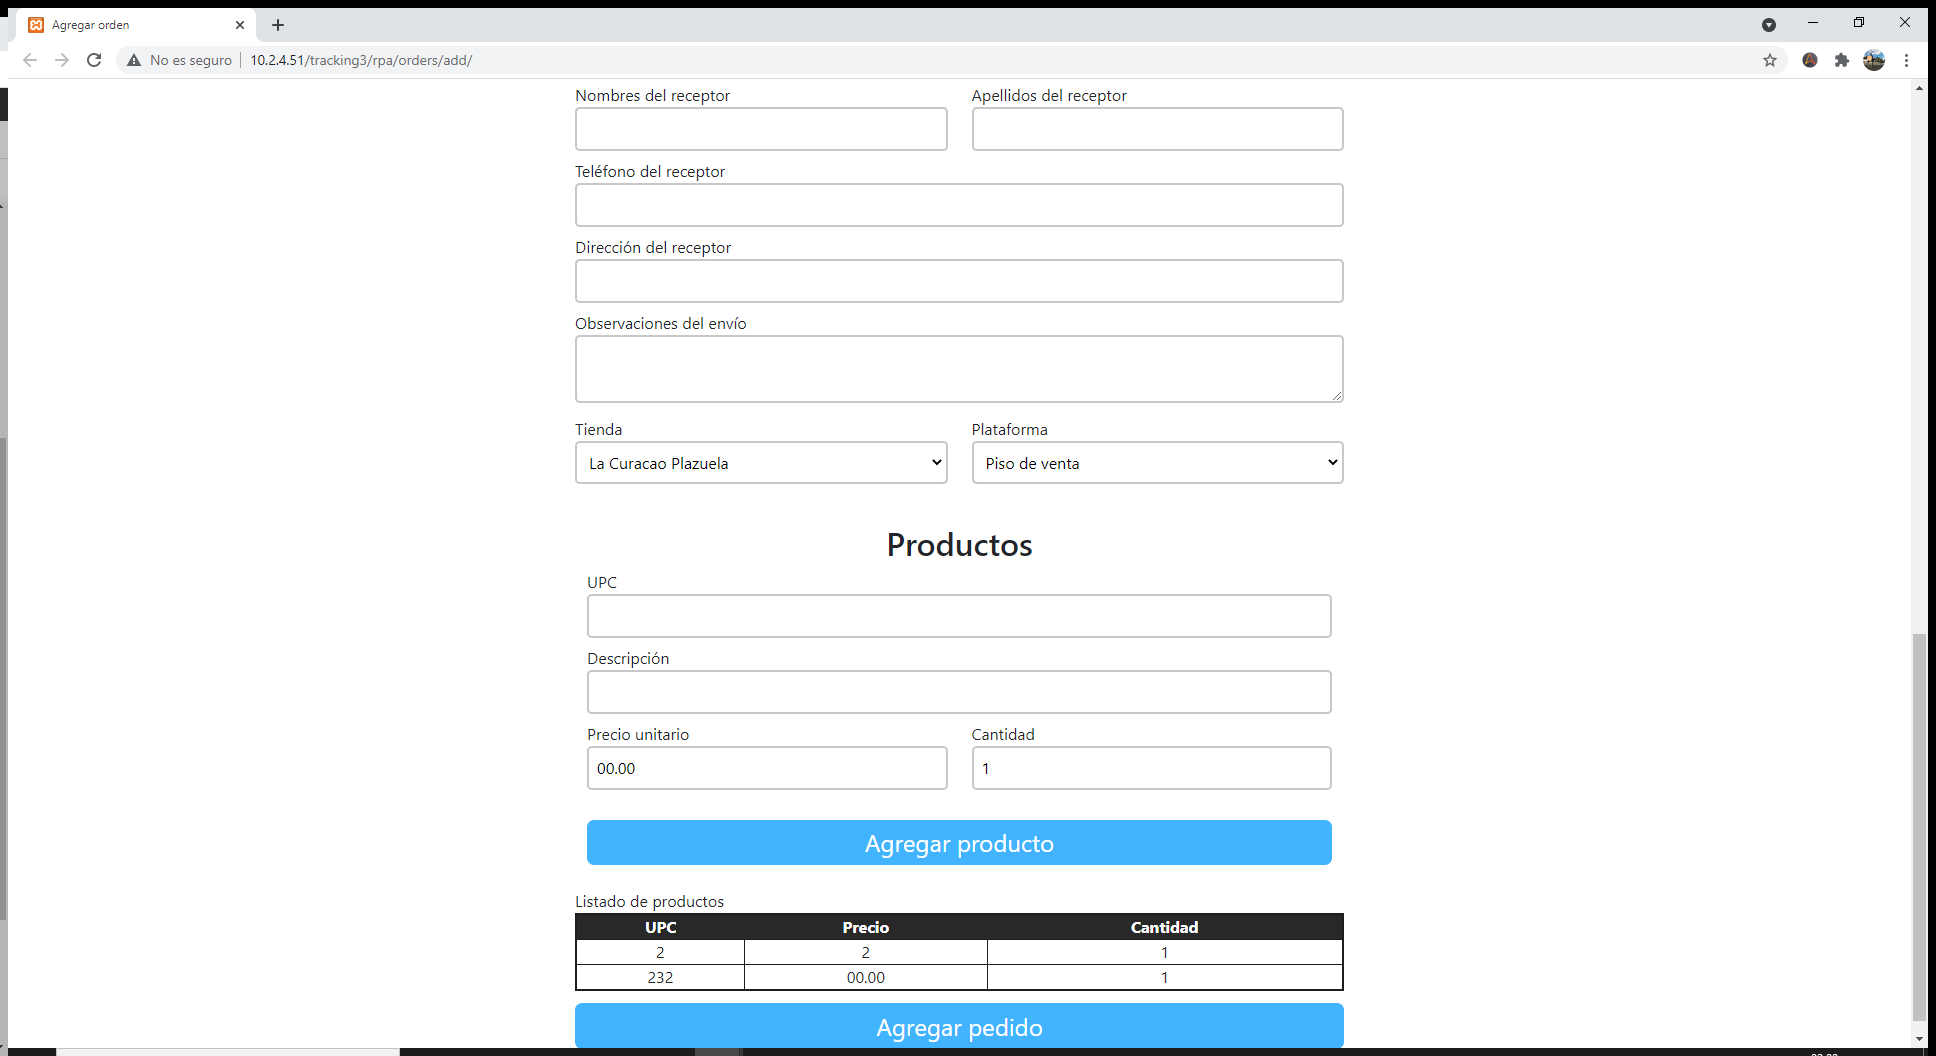 Agregar orden
No es seguro 10.2.4.51/tracking3/rpa/orders/add/
Nombres del receptor Apellidos del receptor
Teléfono del receptor
Dirección del receptor
Observaciones del envío
Tienda Plataforma
La Curacao Plazuela Piso de venta
Productos
UPC
Descripción
Precio unitario Cantidad
00.00 1
Agregar producto
Listado de productos
UPC Precio Cantidad
2 2 1
232 00.00 1
Agregar pedido